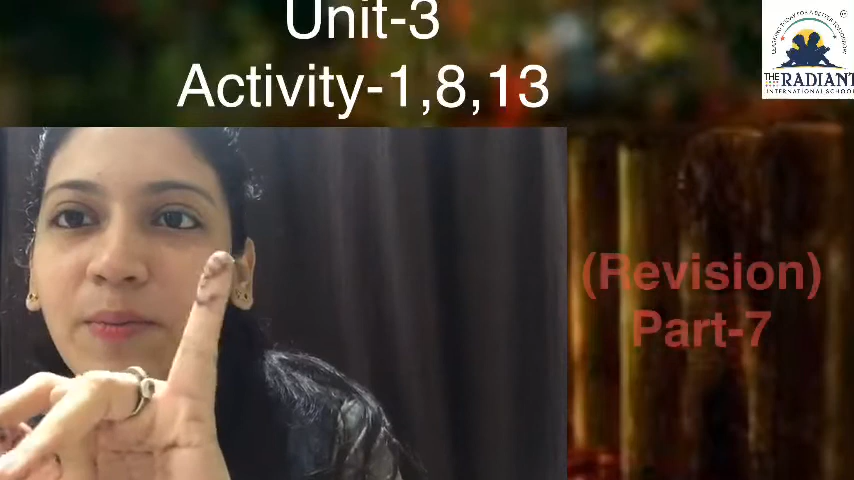 Unit-3
Activity-1,8,13
(Revision)
Part-7
THE RADIANT
INTERNATIONAL SCHOOL